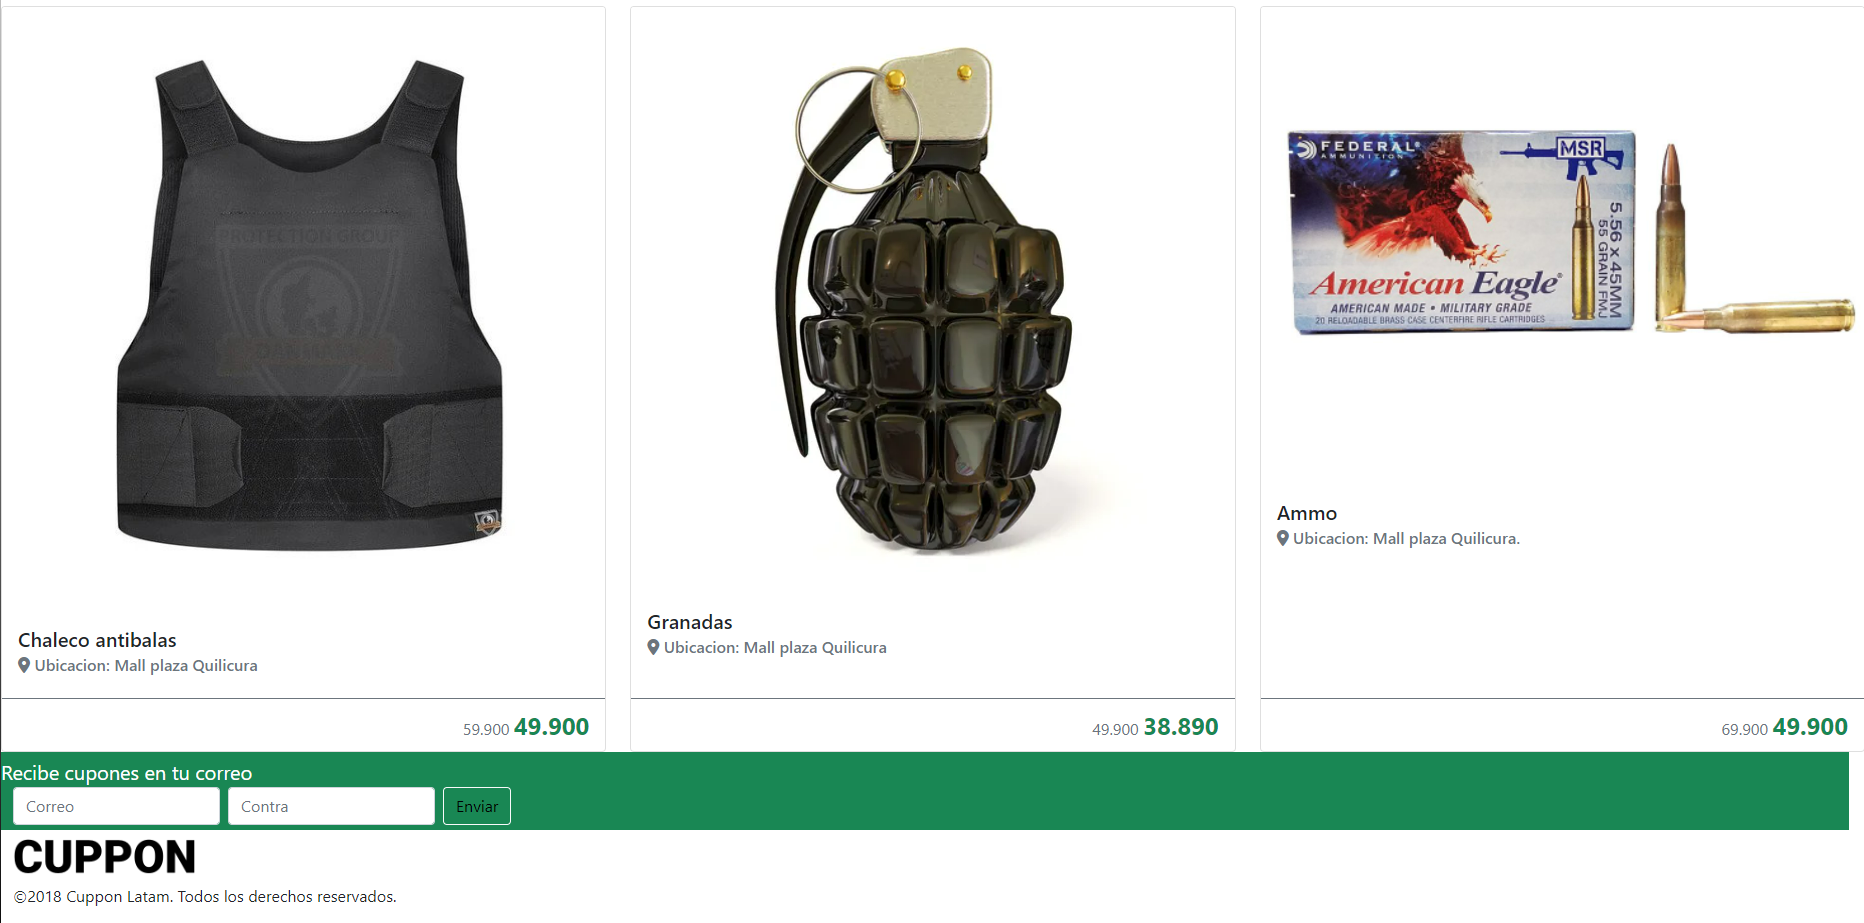 PROTECTION GROUP
DANMARK
Chaleco antibalas
Ubicacion: Mall plaza Quilicura
59.900 49.900
Granadas
Ubicacion: Mall plaza Quilicura
49.900 38.890
FEDERAL
AMMUNITION
MSR
5.56 x 45MM
55 GRAIN FMJ
American Eagle
AMERICAN MADE • MILITARY GRADE
20 RELOADABLE BRASS CASE CENTERFIRE RIFLE CARTRIDGES
Ammo
Ubicacion: Mall plaza Quilicura.
69.900 49.900
Recibe cupones en tu correo
Correo
Contra
Enviar
CUPPON
©2018 Cuppon Latam. Todos los derechos reservados.